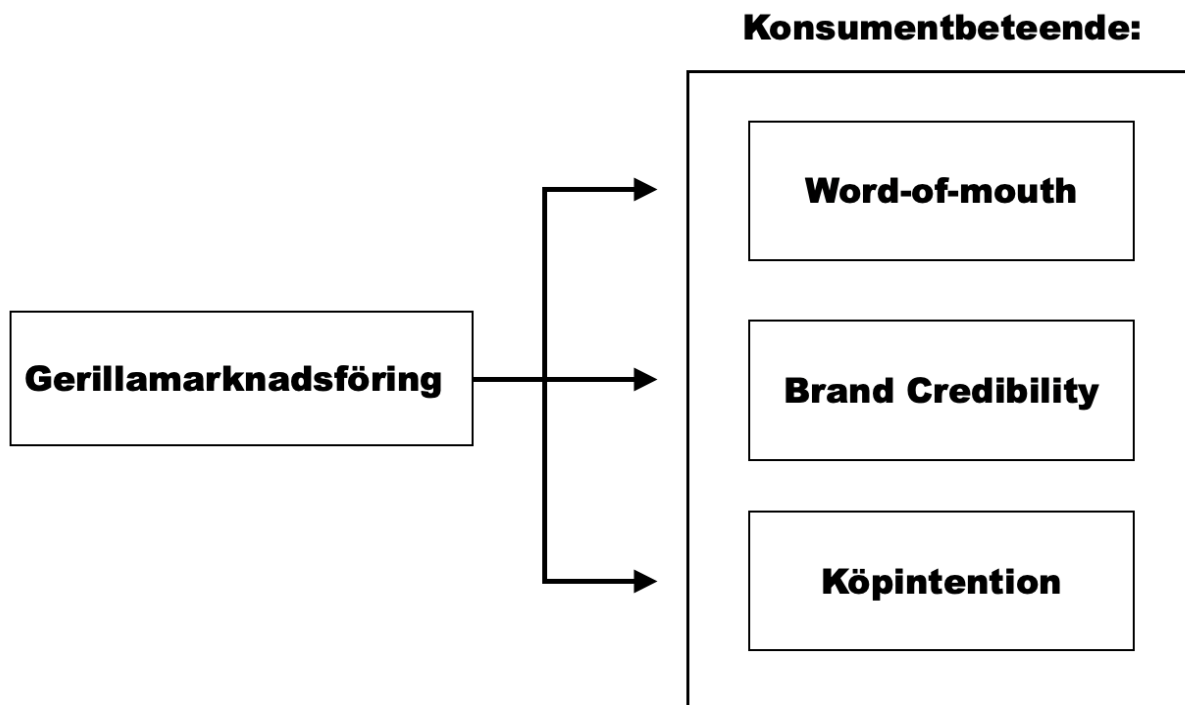 Konsumentbeteende:
Word-of-mouth
Gerillamarknadsföring
Brand Credibility
Köpintention